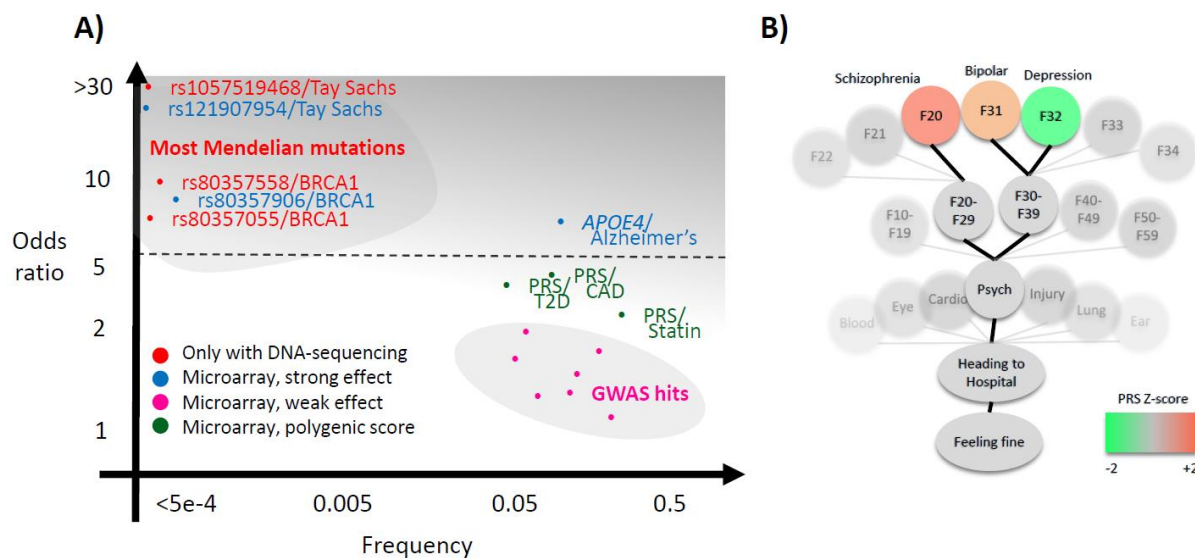 A)
>30
10
5
2
1
Odds
ratio
rs1057519468/Tay Sachs
rs121907954/Tay Sachs
Most Mendelian mutations
rs80357558/BRCA1
rs80357906/BRCA1
rs80357055/BRCA1
APOE4/
Alzheimer's
PRS/
T2D
PRS/
CAD
PRS/
Statin
GWAS hits
Only with DNA-sequencing
Microarray, strong effect
Microarray, weak effect
Microarray, polygenic score
<5e-4
0.005
0.05
0.5
Frequency
B)
Schizophrenia
Bipolar
Depression
F22
F21
F20
F31
F32
F33
F34
F10-
F19
F20-
F29
F30-
F39
F40-
F49
F50-
F59
Blood
Eye
Cardio
Psych
Injury
Lung
Ear
Heading to
Hospital
Feeling fine
PRS Z-score
-2
+2